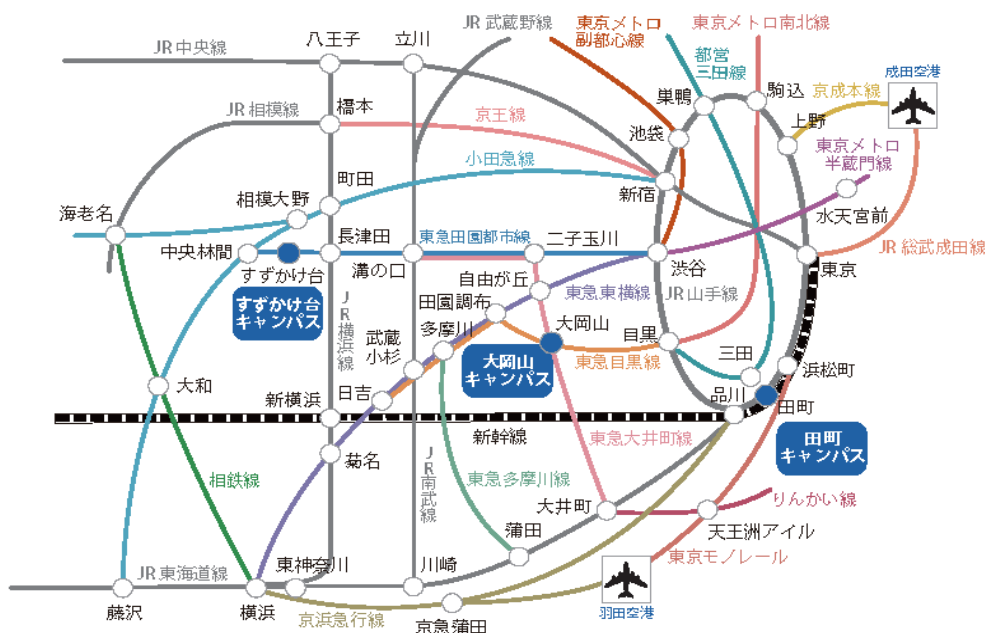 JR 武蔵野線
東京メトロ
副都心線
東京メトロ南北線
JR 中央線
八王子
立川
都営
三田線
巣鴨
駒込
京成本線
成田空港
上野
JR 相模線
橋本
京王線
池袋
東京メトロ
半蔵門線
小田急線
新宿
水天宮前
町田
相模大野
海老名
中央林間
すずかけ台
長津田
溝の口
東急田園都市線
二子玉川
渋谷
東京
JR 総武成田線
すずかけ台
キャンパス
自由が丘
田園調布
多摩川
東急東横線
JR 山手線
大岡山
目黒
JR横浜線
武蔵
小杉
大岡山
キャンパス
東急目黒線
三田
浜松町
大和
新横浜
日吉
品川
田町
新幹線
東急大井町線
田町
キャンパス
菊名
JR南武線
相鉄線
東急多摩川線
大井町
りんかい線
蒲田
天王洲アイル
東京モノレール
JR 東海道線
東神奈川
川崎
羽田空港
藤沢
横浜
京浜急行線
京急蒲田